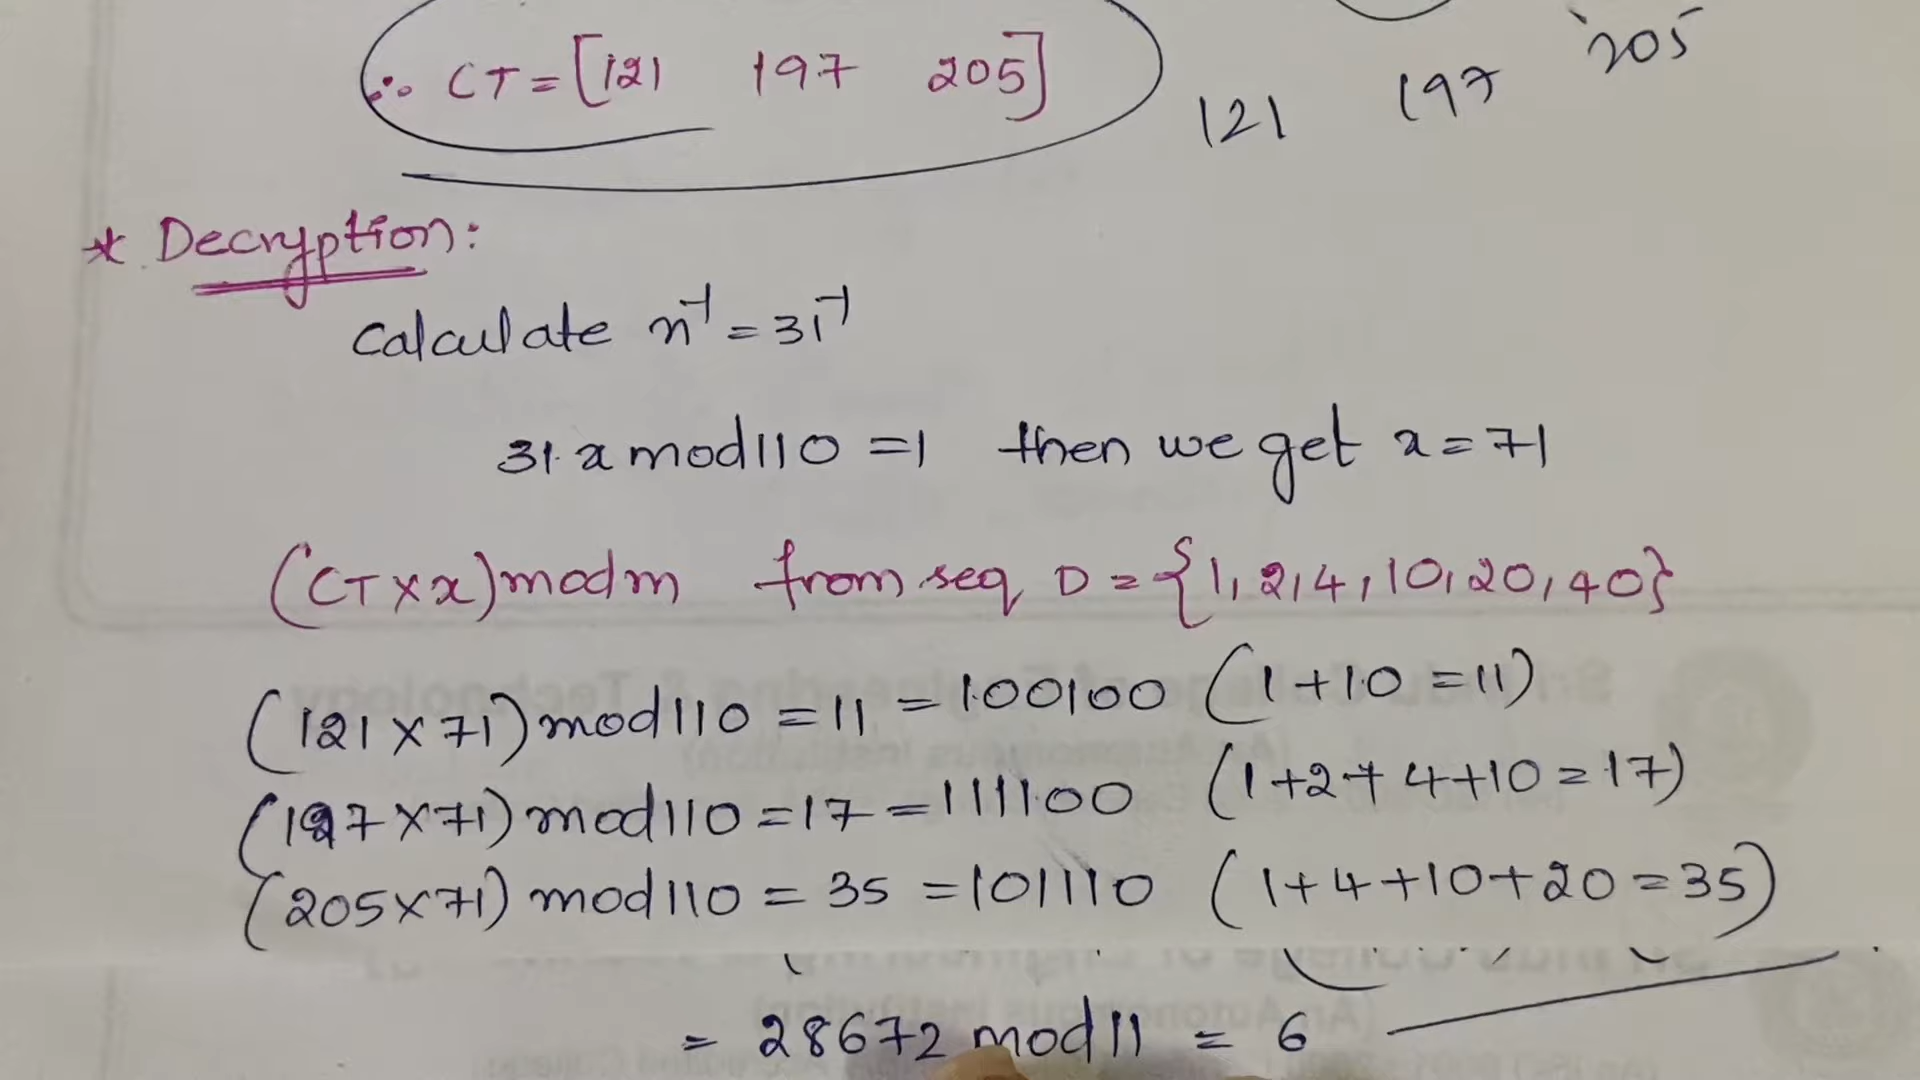 ∴ CT = [121 197 205]
121 197 205
* Decryption:
Calculate n⁻¹ = 31⁻¹
31.x mod 110 = 1 then we get x = 71
(CT × x) mod m from seq D = {1, 2, 4, 10, 20, 40}
(121 × 71) mod 110 = 11 = 100100 (1 + 10 = 11)
(197 × 71) mod 110 = 17 = 111100 (1 + 2 + 4 + 10 = 17)
(205 × 71) mod 110 = 35 = 101110 (1 + 4 + 10 + 20 = 35)
= 28672 mod 11 = 6